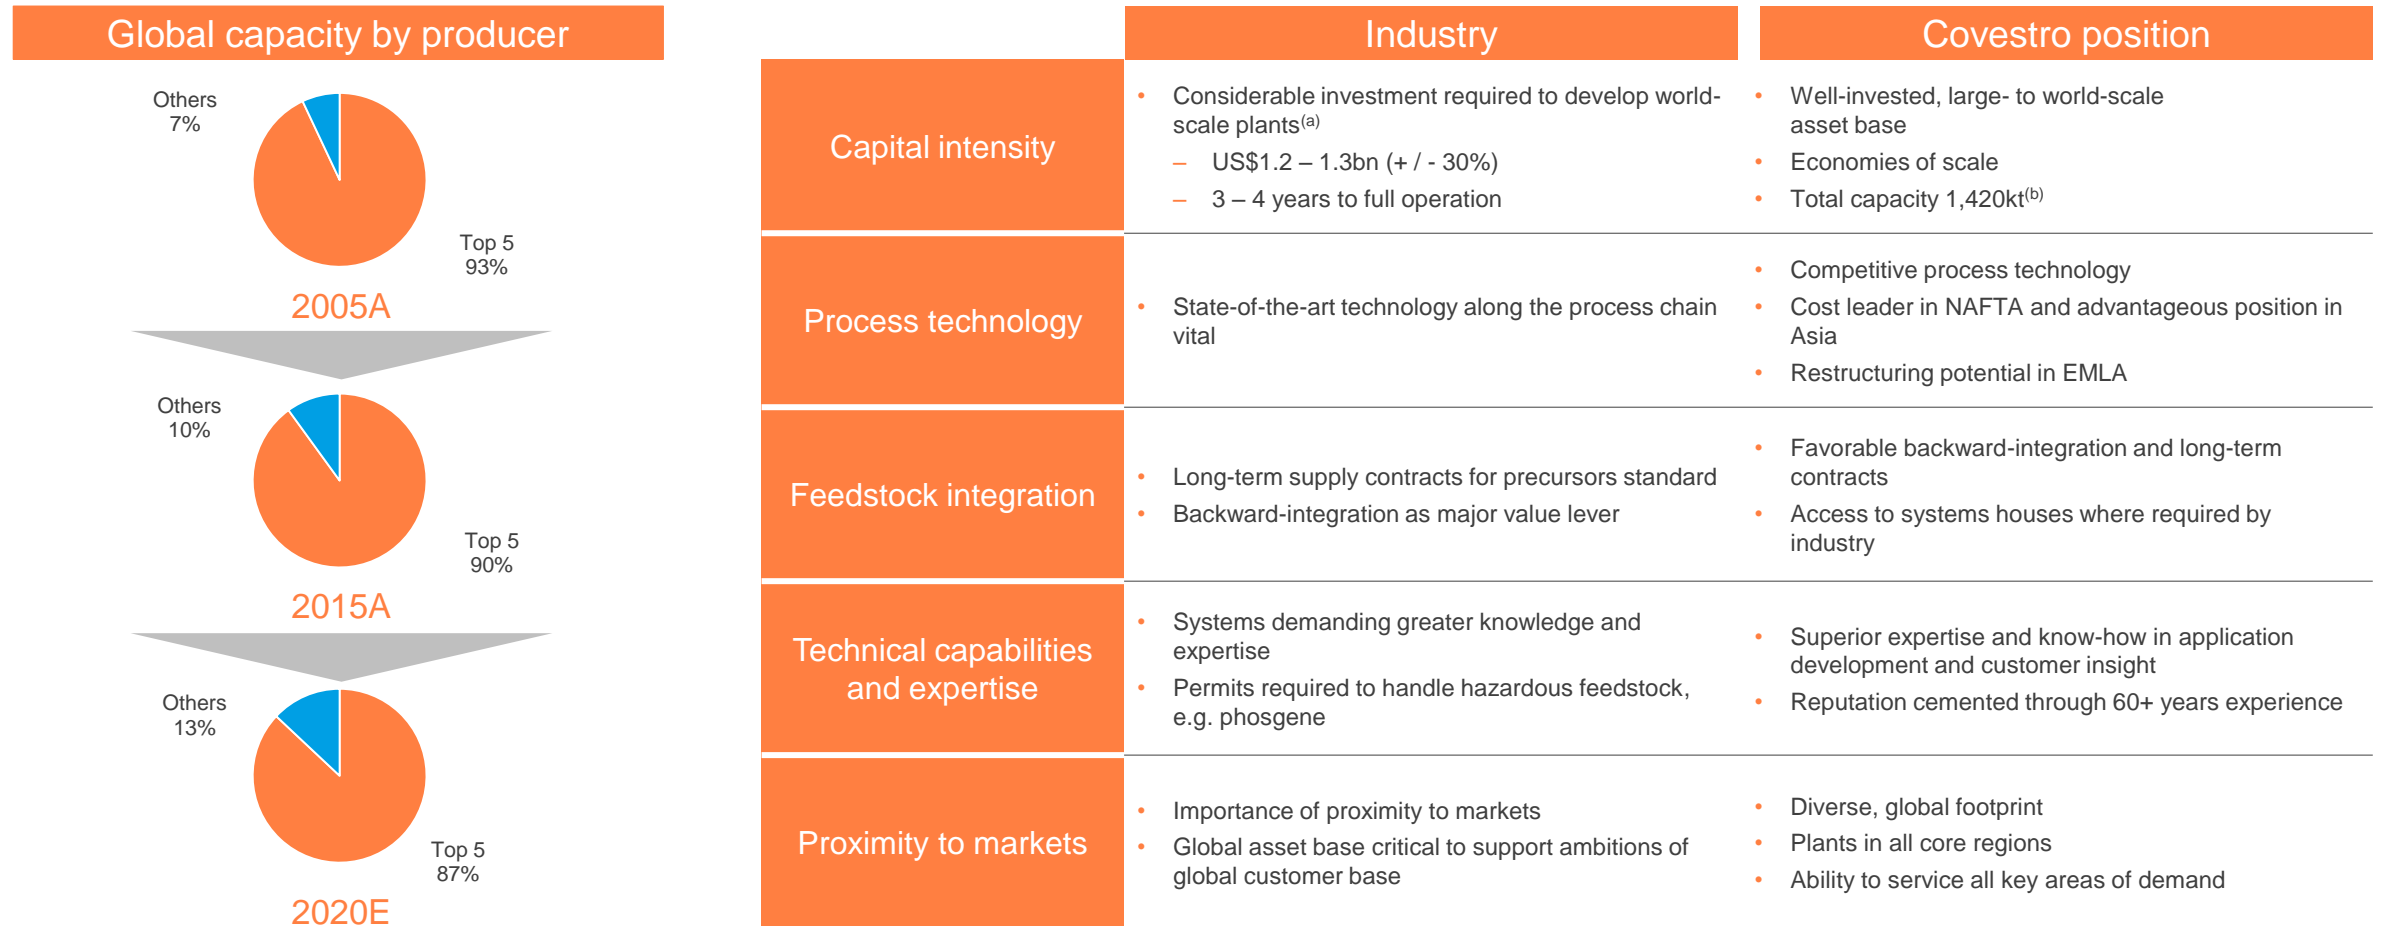 Global capacity by producer
Others
7%
Top 5
93%
2005A
Others
10%
Top 5
90%
2015A
Others
13%
Top 5
87%
2020E
Industry
Covestro position
Capital intensity
• Considerable investment required to develop world-
scale plants(a)
– US$1.2 – 1.3bn (+ / - 30%)
– 3 – 4 years to full operation
• Well-invested, large- to world-scale
asset base
• Economies of scale
• Total capacity 1,420kt(b)
Process technology
• State-of-the-art technology along the process chain
vital
• Competitive process technology
• Cost leader in NAFTA and advantageous position in
Asia
• Restructuring potential in EMLA
Feedstock integration
• Long-term supply contracts for precursors standard
• Backward-integration as major value lever
• Favorable backward-integration and long-term
contracts
• Access to systems houses where required by
industry
Technical capabilities
and expertise
• Systems demanding greater knowledge and
expertise
• Permits required to handle hazardous feedstock,
e.g. phosgene
• Superior expertise and know-how in application
development and customer insight
• Reputation cemented through 60+ years experience
Proximity to markets
• Importance of proximity to markets
• Global asset base critical to support ambitions of
global customer base
• Diverse, global footprint
• Plants in all core regions
• Ability to service all key areas of demand